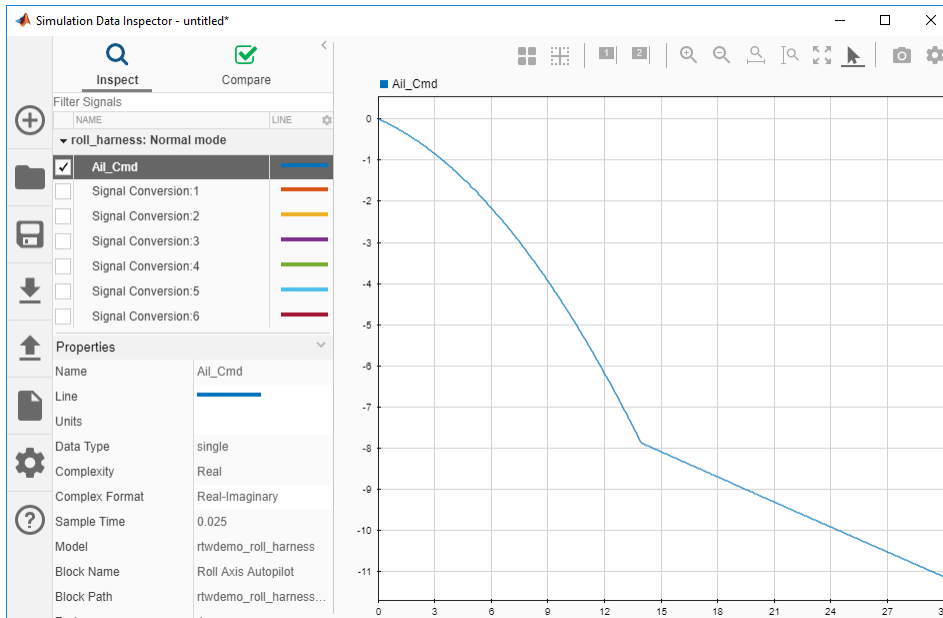 Simulation Data Inspector - untitled*
Inspect
Compare
1
2
Filter Signals
NAME
LINE
roll_harness: Normal mode
Ail_Cmd
Signal Conversion:1
Signal Conversion:2
Signal Conversion:3
Signal Conversion:4
Signal Conversion:5
Signal Conversion:6
Properties
Name Ail_Cmd
Line
Units
Data Type single
Complexity Real
Complex Format Real-Imaginary
Sample Time 0.025
Model rtwdemo_roll_harness
Block Name Roll Axis Autopilot
Block Path rtwdemo_roll_harness...
Ail_Cmd
0
-1
-2
-3
-4
-5
-6
-7
-8
-9
-10
-11
0 3 6 9 12 15 18 21 24 27